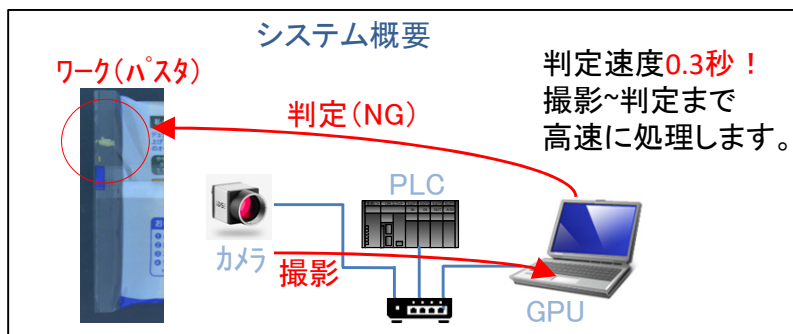 システム概要
ワーク(パスタ)
判定速度0.3秒！
撮影~判定まで
高速に処理します。
判定(NG)
PLC
カメラ
撮影
GPU